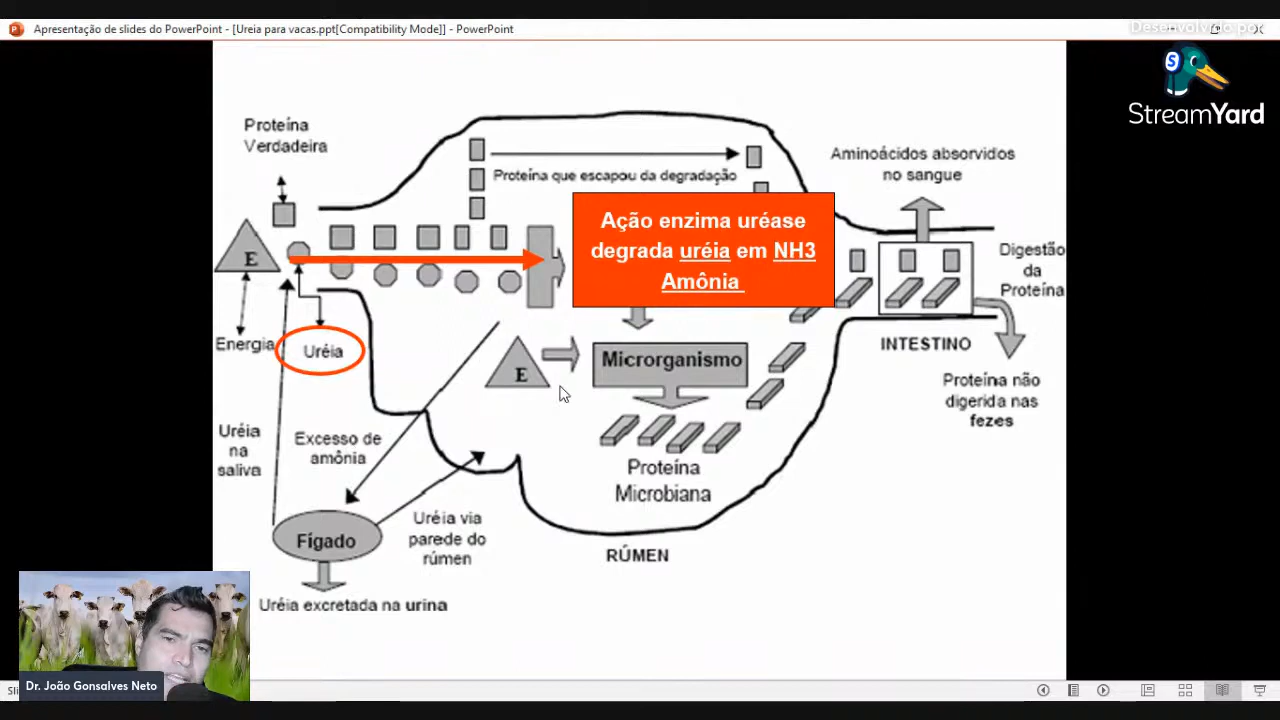 Apresentação de slides do PowerPoint - [Ureia para vacas.ppt[Compatibility Mode]] - PowerPoint
Desenvolvido por
StreamYard
Proteína
Verdadeira
Proteína que escapou da degradação
Aminoácidos absorvidos
no sangue
Ação enzima uréase
degrada uréia em NH3
Amônia
E
Digestão
da
Proteína
Energia
Uréia
E
Microrganismo
INTESTINO
Proteína não
digerida nas
fezes
Uréia
na
saliva
Excesso de
amônia
Proteína
Microbiana
Fígado
Uréia via
parede do
rúmen
RÚMEN
Uréia excretada na urina
Dr. João Gonsalves Neto